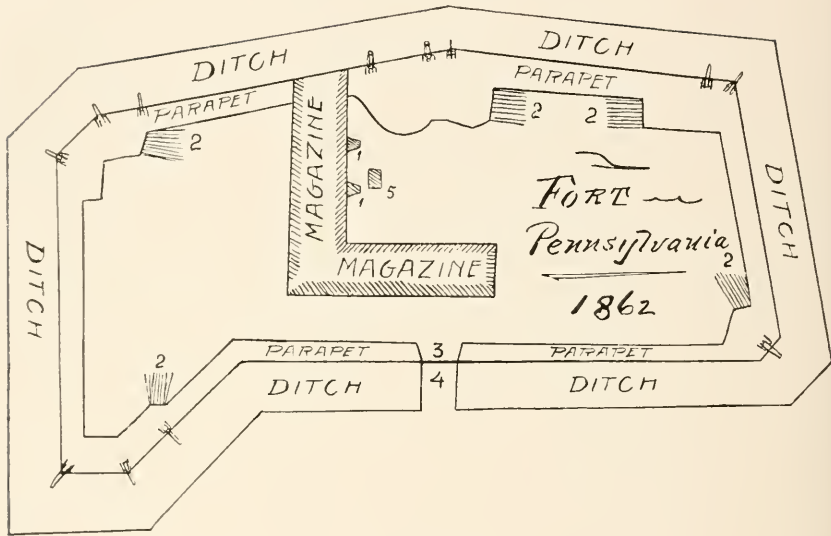 DITCH
DITCH
PARAPET
PARAPET
2
2
2
MAGAZINE
1
1
5
FORT
Pennsylvania
1862
DITCH
DITCH
MAGAZINE
2
2
PARAPET
3
PARAPET
4
DITCH
DITCH